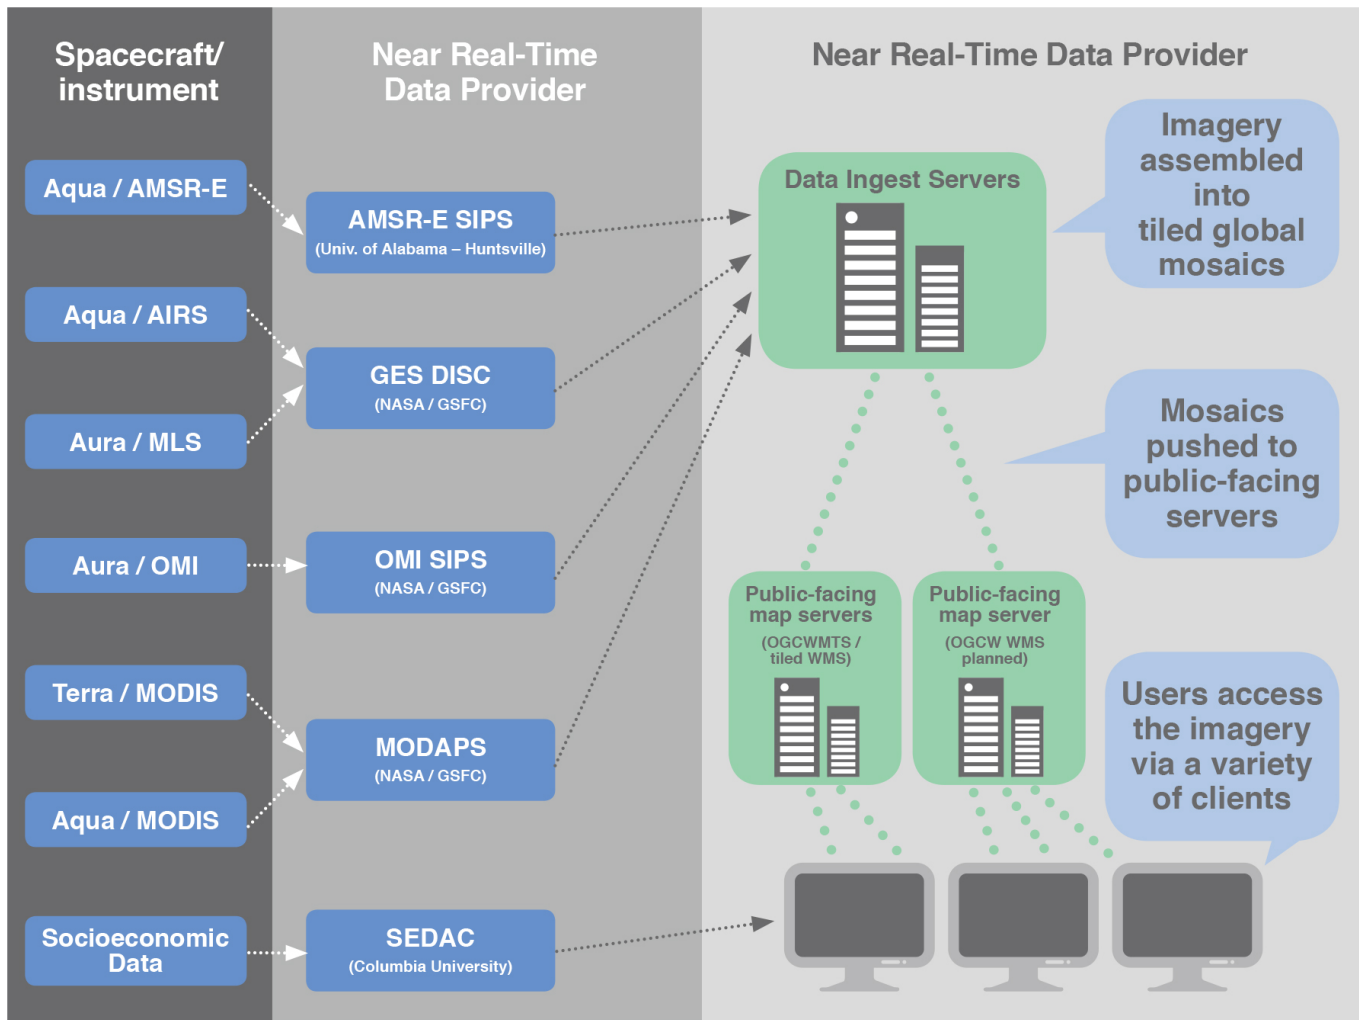 Spacecraft/
instrument
Near Real-Time
Data Provider
Near Real-Time Data Provider
Aqua / AMSR-E
Aqua / AIRS
Aura / MLS
Aura / OMI
Terra / MODIS
Aqua / MODIS
Socioeconomic
Data
AMSR-E SIPS
(Univ. of Alabama – Huntsville)
GES DISC
(NASA / GSFC)
OMI SIPS
(NASA / GSFC)
MODAPS
(NASA / GSFC)
SEDAC
(Columbia University)
Data Ingest Servers
Imagery
assembled
into
tiled global
mosaics
Mosaics
pushed to
public-facing
servers
Public-facing
map servers
(OGCWMTS /
tiled WMS)
Public-facing
map server
(OGCW WMS
planned)
Users access
the imagery
via a variety
of clients